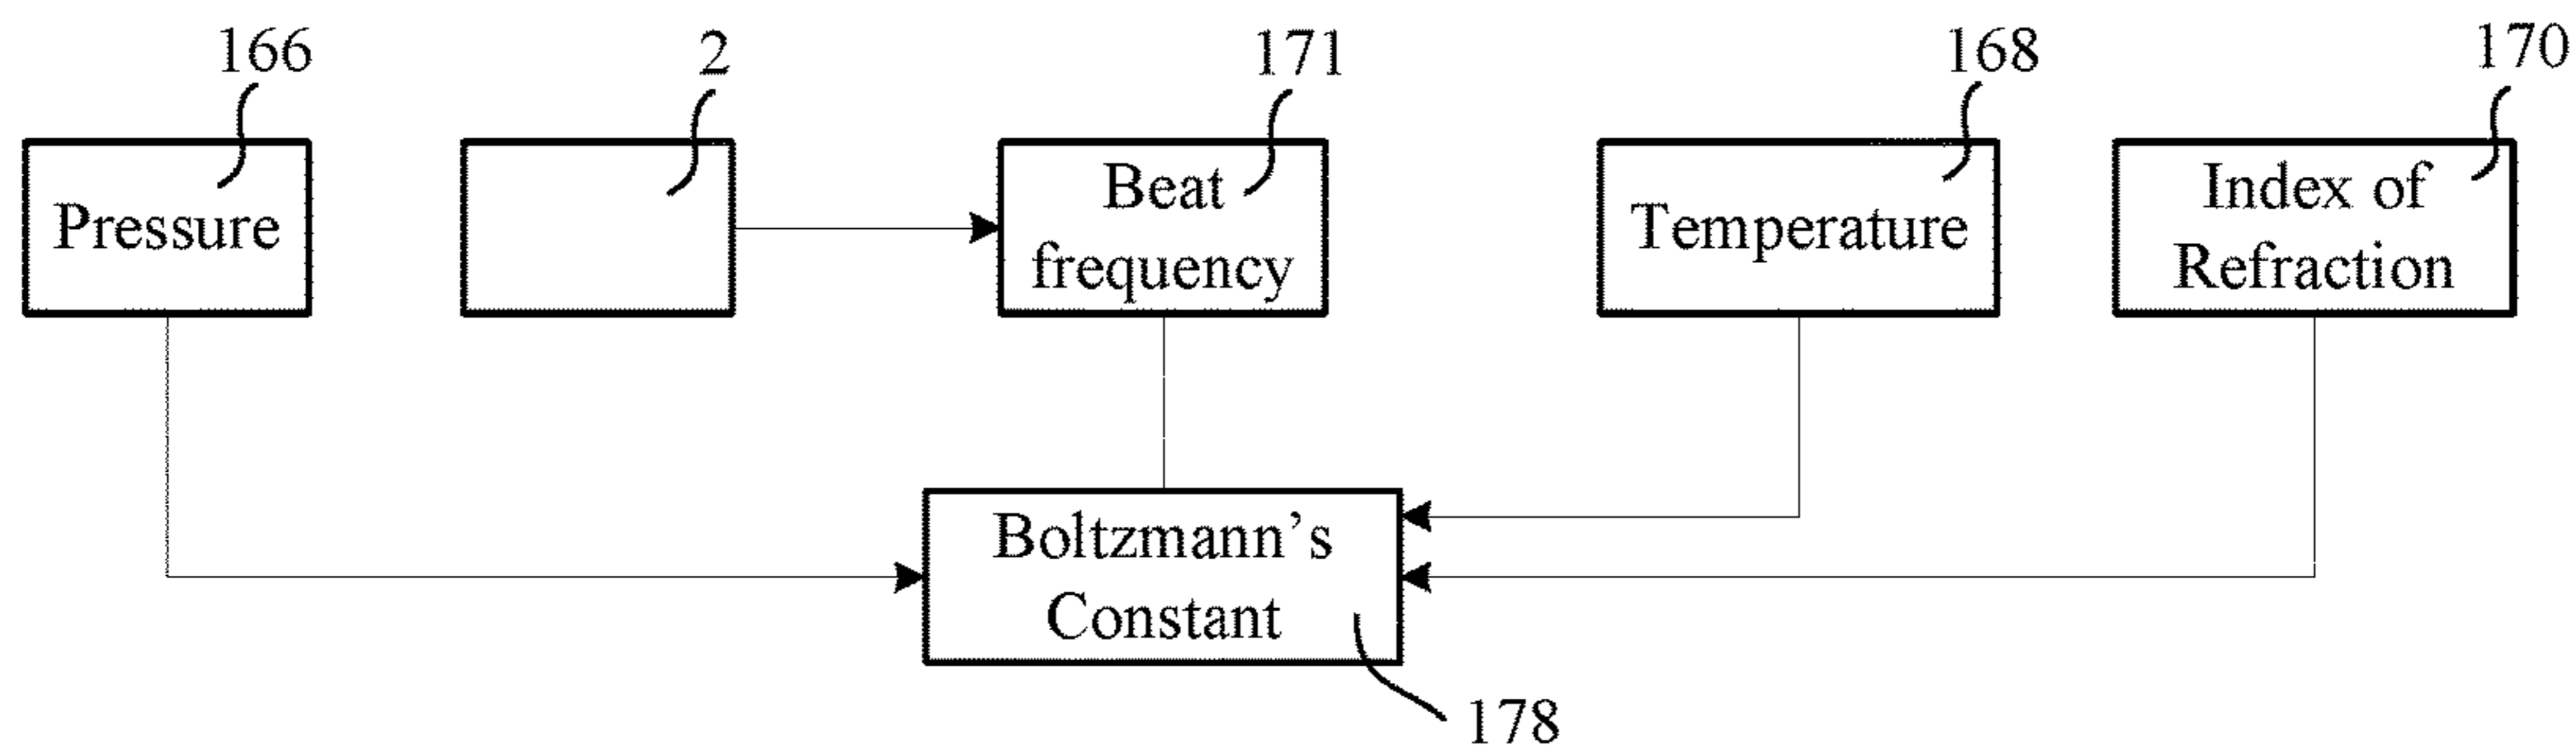 166
2
171
168
170
Pressure
Beat
frequency
Temperature
Index of
Refraction
Boltzmann’s
Constant
178